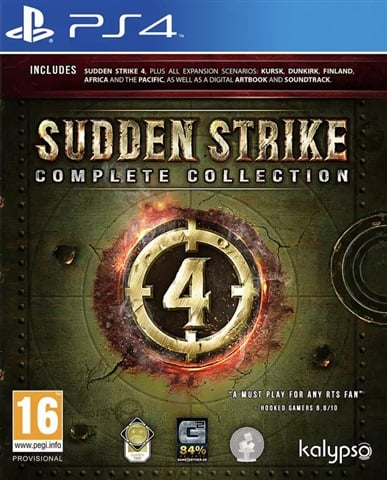 PS4
INCLUDES SUDDEN STRIKE 4, PLUS ALL EXPANSION SCENARIOS: KURSK, DUNKIRK, FINLAND,
AFRICA AND THE PACIFIC, AS WELL AS A DIGITAL ARTBOOK AND SOUNDTRACK.
SUDDEN STRIKE
COMPLETE COLLECTION
4
"A MUST PLAY FOR ANY RTS FAN"
- HOOKED GAMERS 8,8/10
16
www.pegi.info
PROVISIONAL
84%
kalypso